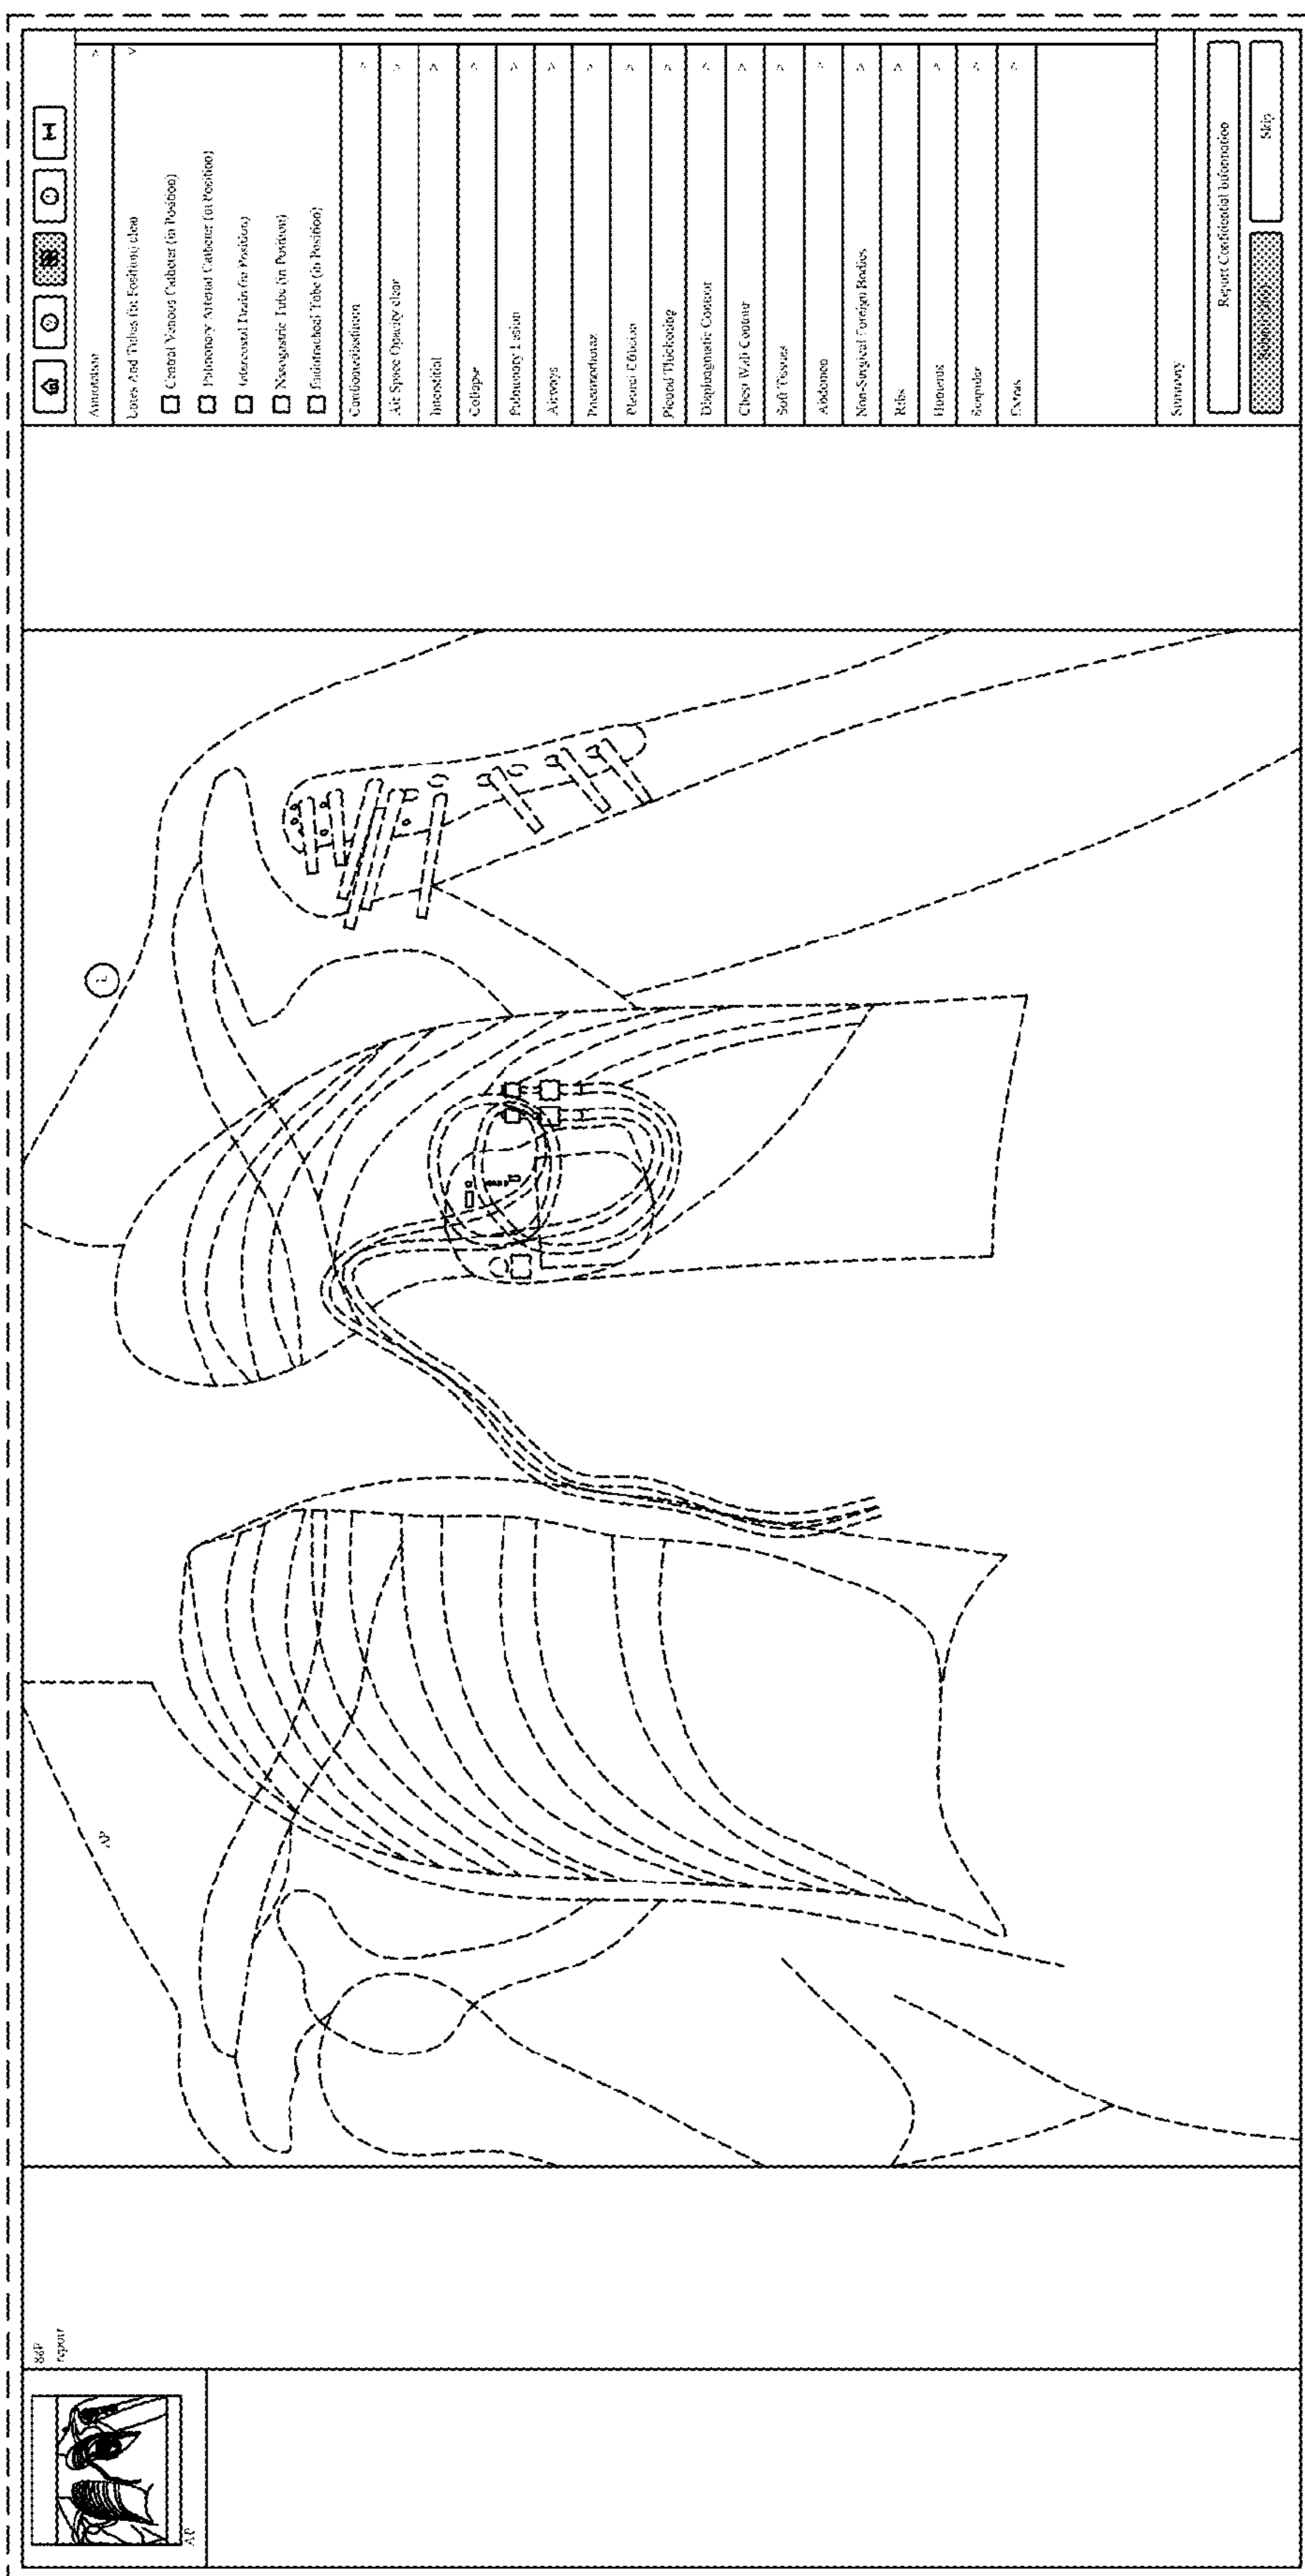 86F
report
AP
AP
L
Annotation
Lines And Tubes (in Position) clear
Central Venous Catheter (in Position)
Pulmonary Arterial Catheter (in Position)
Intercostal Drain (in Position)
Nasogastric Tube (in Position)
Endotracheal Tube (in Position)
Cardiomediastinum
Air Space Opacity clear
Interstitial
Collapse
Pulmonary Lesion
Airways
Pneumothorax
Pleural Effusion
Pleural Thickening
Diaphragmatic Contour
Chest Wall Contour
Soft Tissues
Abdomen
Non-Surgical Foreign Bodies
Ribs
Humerus
Scapular
Extras
Summary
Report Confidential Information
Skip